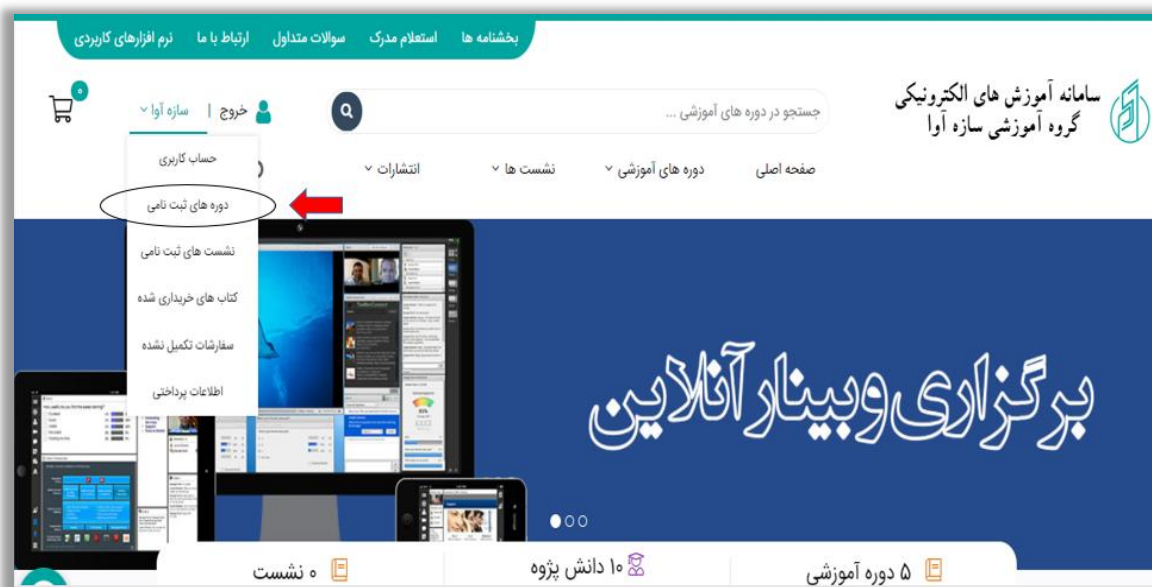 بخشنامه ها
استعلام مدرک
سوالات متداول
ارتباط با ما
نرم افزارهای کاربردی
سامانه آموزش های الکترونیکی
گروه آموزشی سازه آوا
جستجو در دوره های آموزشی ...
خروج | سازه آوا
۰
صفحه اصلی
دوره های آموزشی
نشست ها
انتشارات
حساب کاربری
دوره های ثبت نامی
نشست های ثبت نامی
کتاب های خریداری شده
سفارشات تکمیل نشده
اطلاعات پرداختی
برگزاری وبینار آنلاین
۵ دوره آموزشی
۱۰ دانش پژوه
۰ نشست